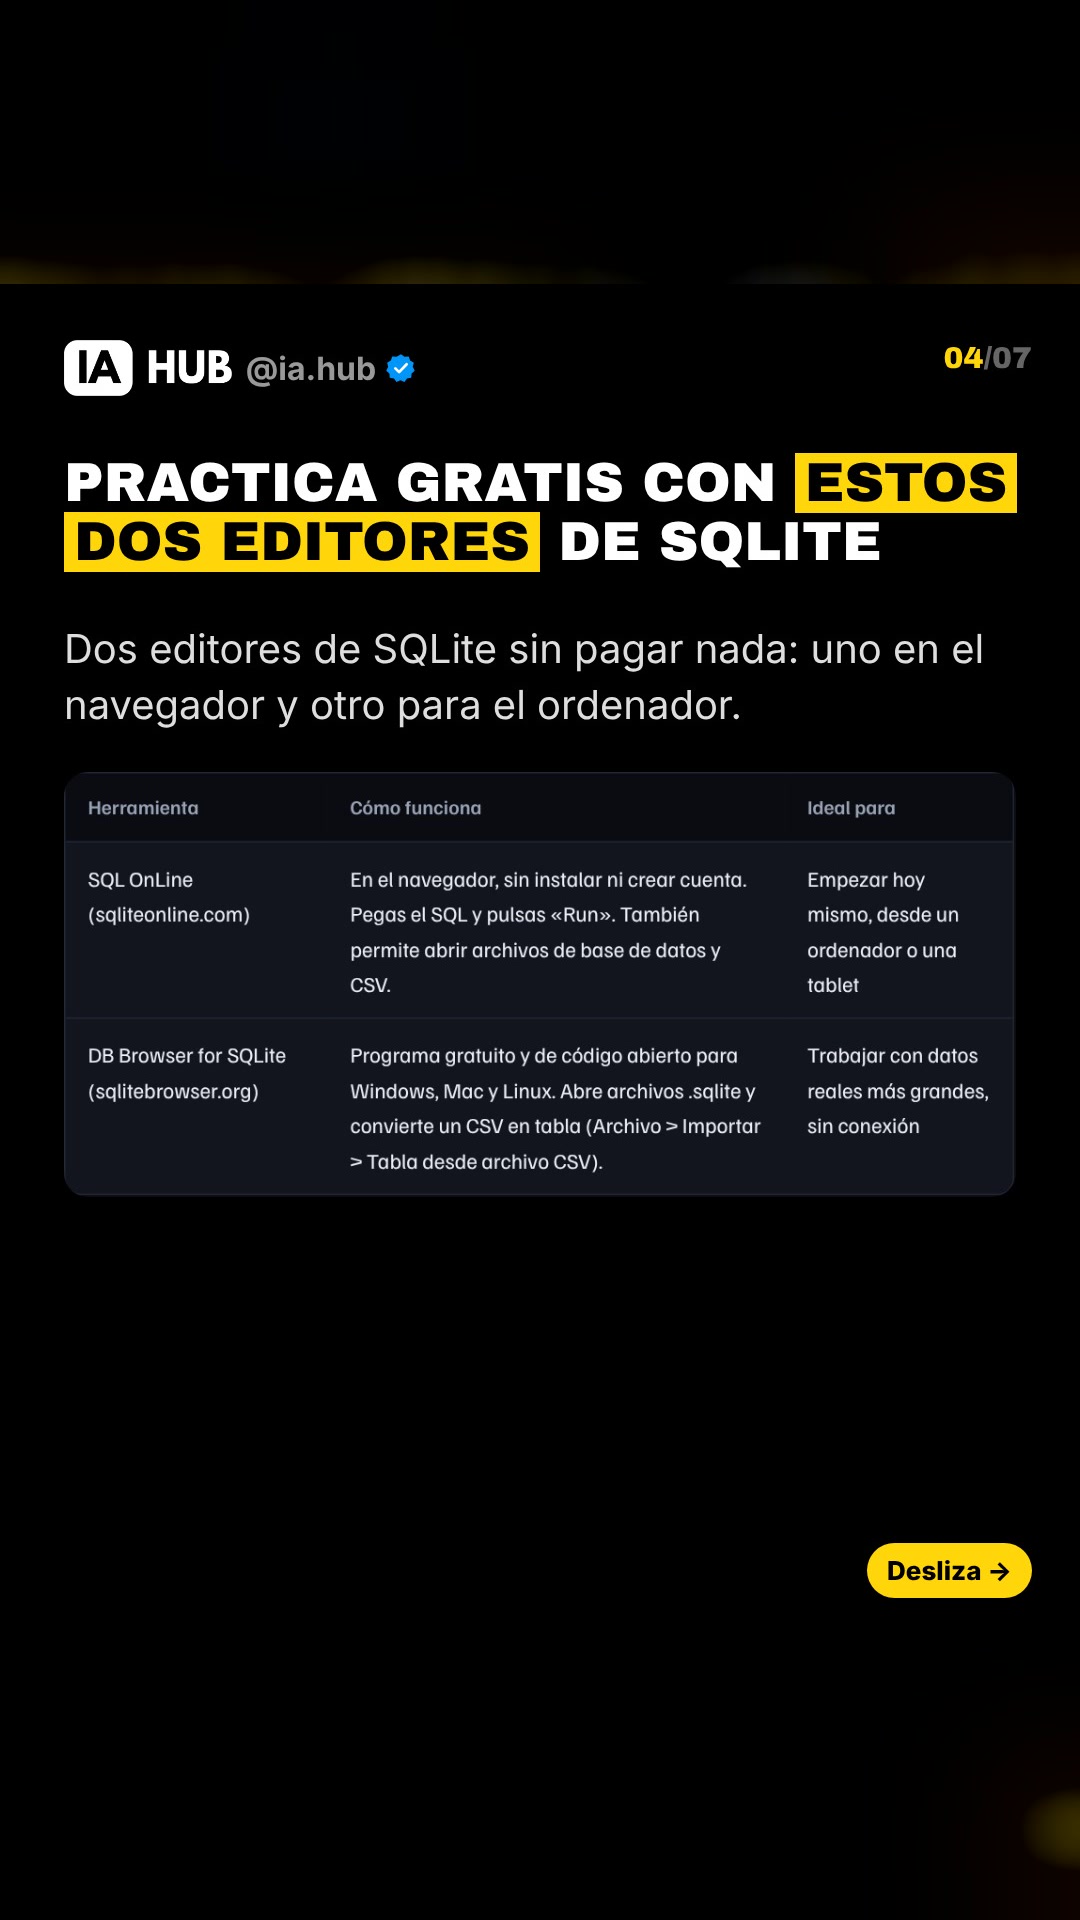 IA HUB @ia.hub
04/07
PRACTICA GRATIS CON ESTOS
DOS EDITORES DE SQLITE
Dos editores de SQLite sin pagar nada: uno en el
navegador y otro para el ordenador.
Herramienta Cómo funciona Ideal para
SQL OnLine En el navegador, sin instalar ni crear cuenta. Empezar hoy
(sqliteonline.com) Pegas el SQL y pulsas «Run». También mismo, desde un
permite abrir archivos de base de datos y ordenador o una
CSV. tablet
DB Browser for SQLite Programa gratuito y de código abierto para Trabajar con datos
(sqlitebrowser.org) Windows, Mac y Linux. Abre archivos .sqlite y reales más grandes,
convierte un CSV en tabla (Archivo > Importar sin conexión
> Tabla desde archivo CSV).
Desliza →